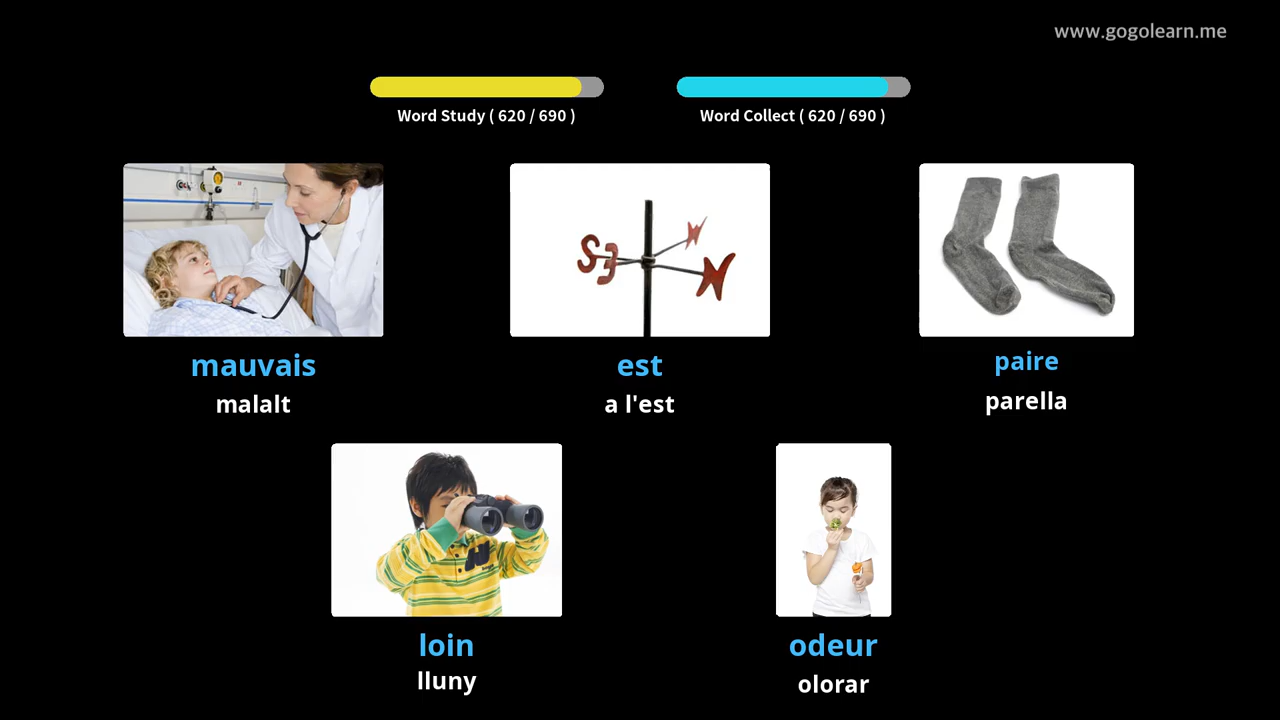 www.gogolearn.me
Word Study ( 620 / 690 )
Word Collect ( 620 / 690 )
mauvais
malalt
est
a l'est
paire
parella
loin
lluny
odeur
olorar